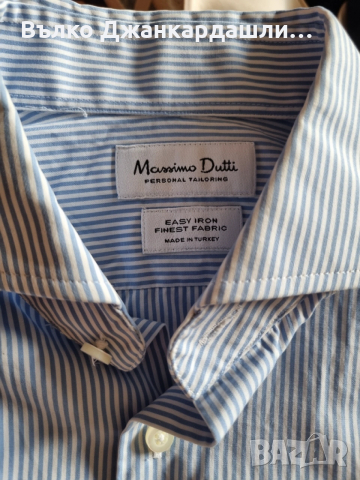 Вълко Джанкардашли...
Massimo Dutti
PERSONAL TAILORING
EASY IRON
FINEST FABRIC
MADE IN TURKEY
BAZAR